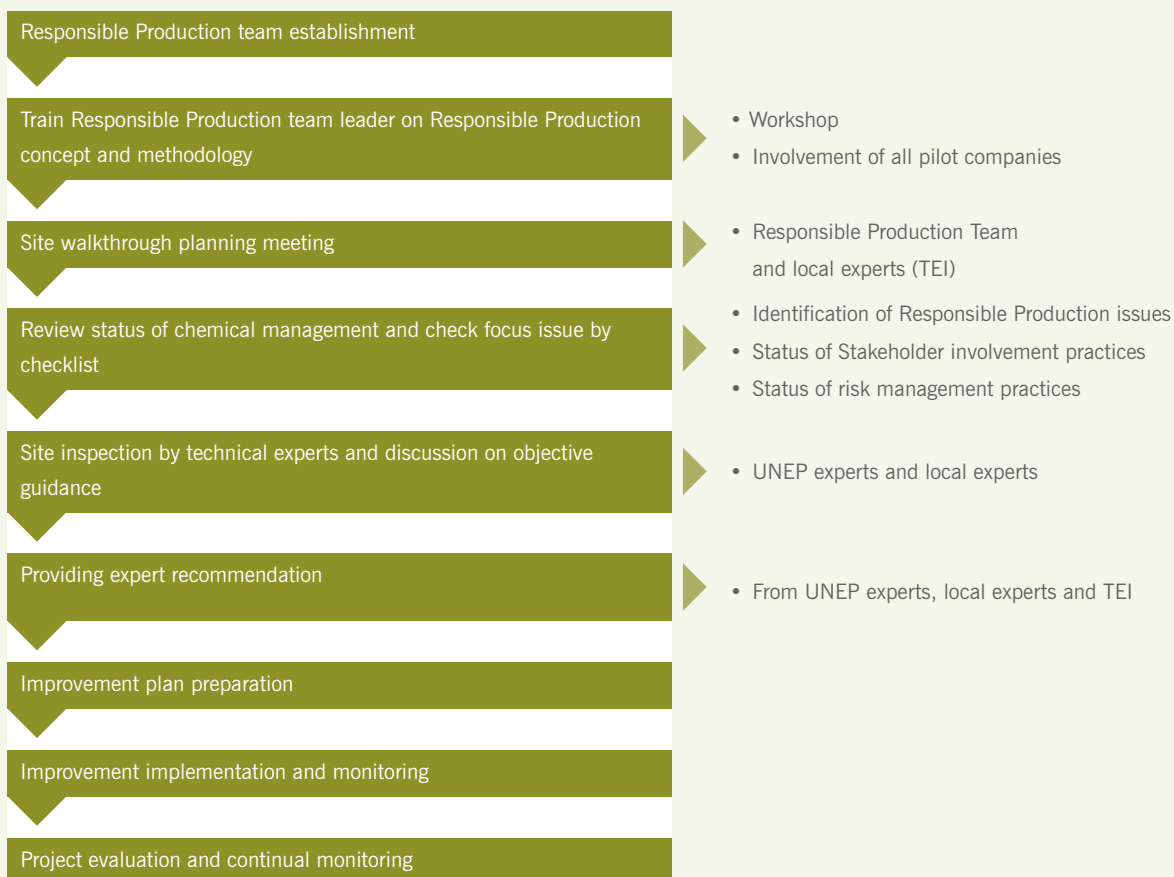 Responsible Production team establishment
Train Responsible Production team leader on Responsible Production
concept and methodology
• Workshop
• Involvement of all pilot companies
Site walkthrough planning meeting
• Responsible Production Team
and local experts (TEI)
Review status of chemical management and check focus issue by
checklist
• Identification of Responsible Production issues
• Status of Stakeholder involvement practices
• Status of risk management practices
Site inspection by technical experts and discussion on objective
guidance
• UNEP experts and local experts
Providing expert recommendation
• From UNEP experts, local experts and TEI
Improvement plan preparation
Improvement implementation and monitoring
Project evaluation and continual monitoring